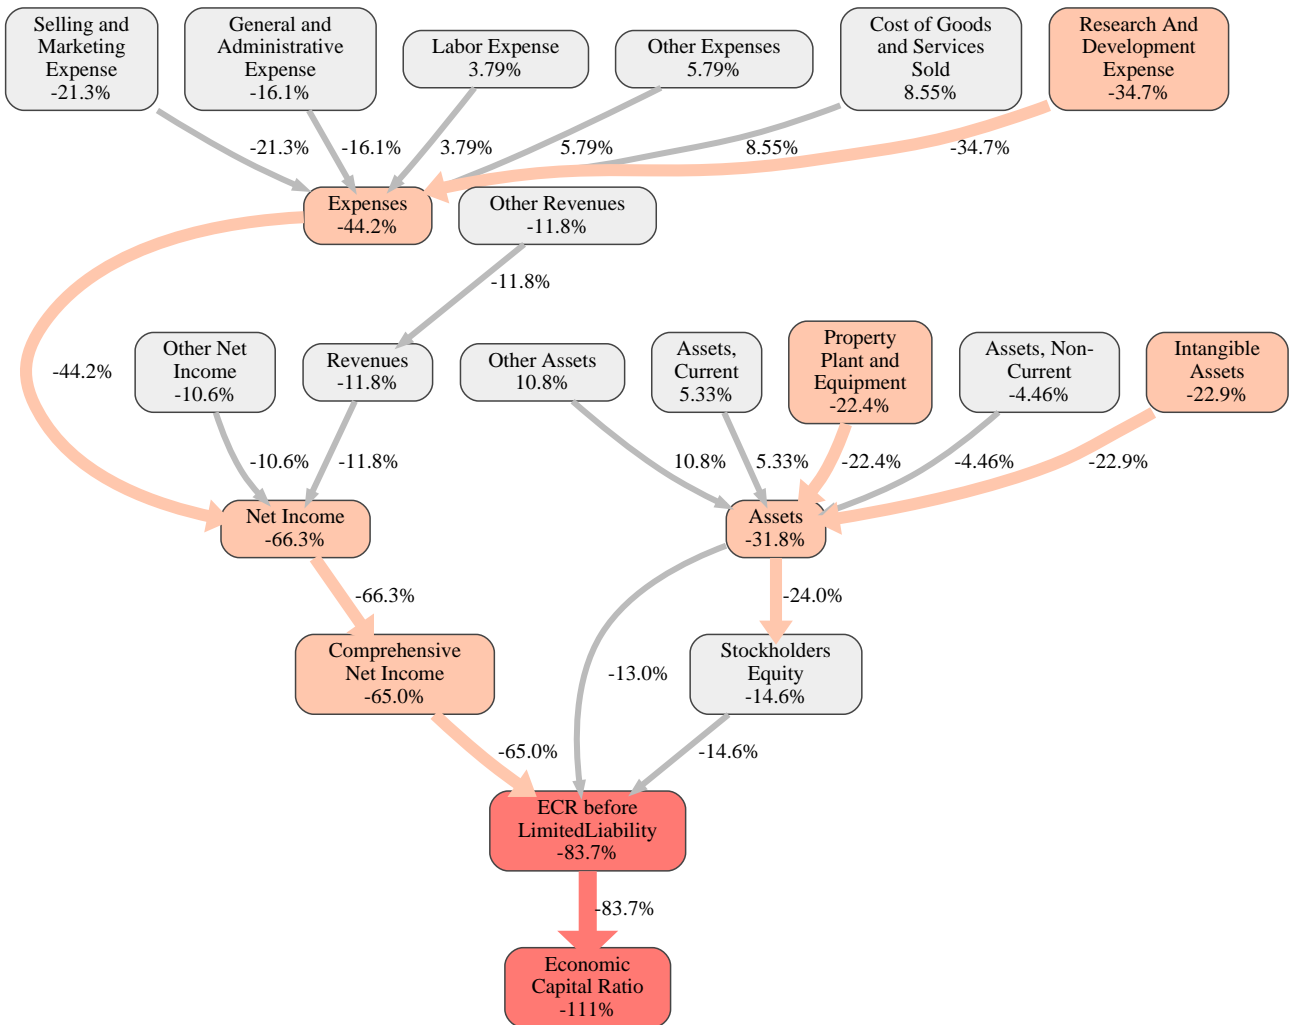 Selling and
Marketing
Expense
-21.3%
General and
Administrative
Expense
-16.1%
Labor Expense
3.79%
Other Expenses
5.79%
Cost of Goods
and Services
Sold
8.55%
Research And
Development
Expense
-34.7%
-21.3%
-16.1%
3.79%
5.79%
8.55%
-34.7%
Expenses
-44.2%
Other Revenues
-11.8%
-11.8%
-44.2%
Other Net
Income
-10.6%
Revenues
-11.8%
Other Assets
10.8%
Assets,
Current
5.33%
Property
Plant and
Equipment
-22.4%
Assets, Non-
Current
-4.46%
Intangible
Assets
-22.9%
-10.6%
-11.8%
10.8%
5.33%
-22.4%
-4.46%
-22.9%
Net Income
-66.3%
Assets
-31.8%
-66.3%
-24.0%
Comprehensive
Net Income
-65.0%
-13.0%
Stockholders
Equity
-14.6%
-65.0%
-14.6%
ECR before
LimitedLiability
-83.7%
-83.7%
Economic
Capital Ratio
-111%